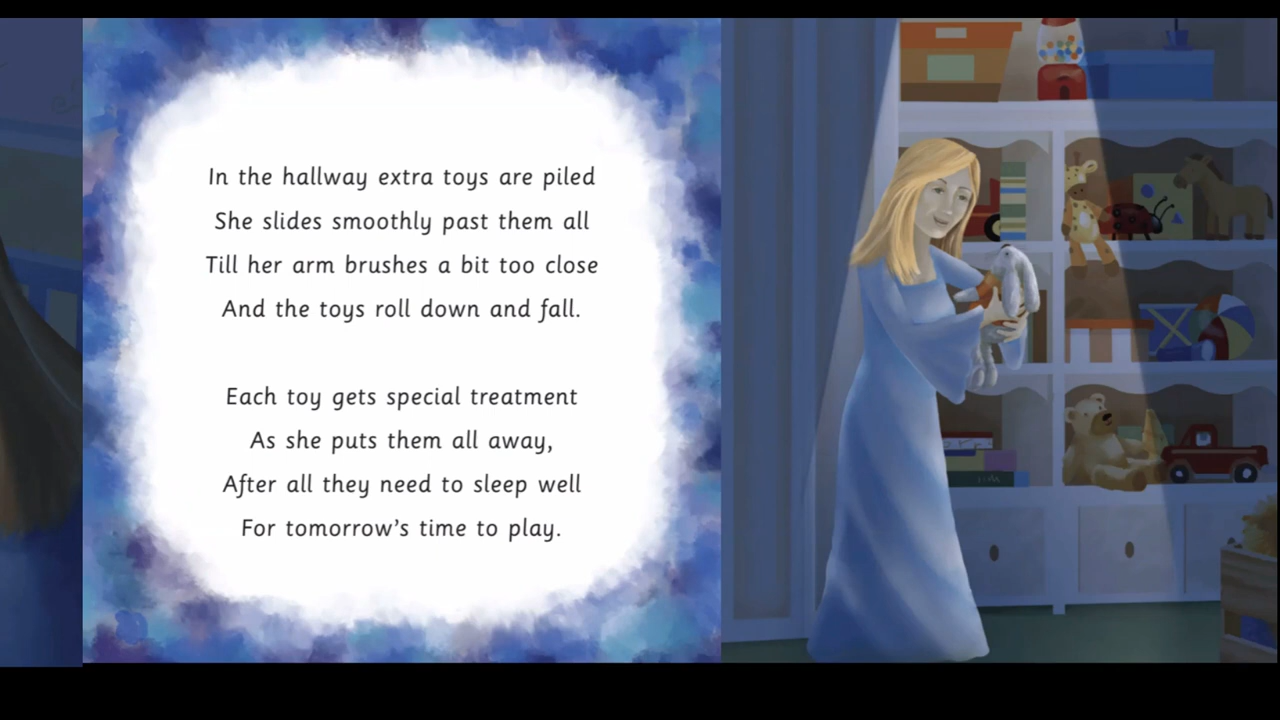 In the hallway extra toys are piled
She slides smoothly past them all
Till her arm brushes a bit too close
And the toys roll down and fall.
Each toy gets special treatment
As she puts them all away,
After all they need to sleep well
For tomorrow's time to play.